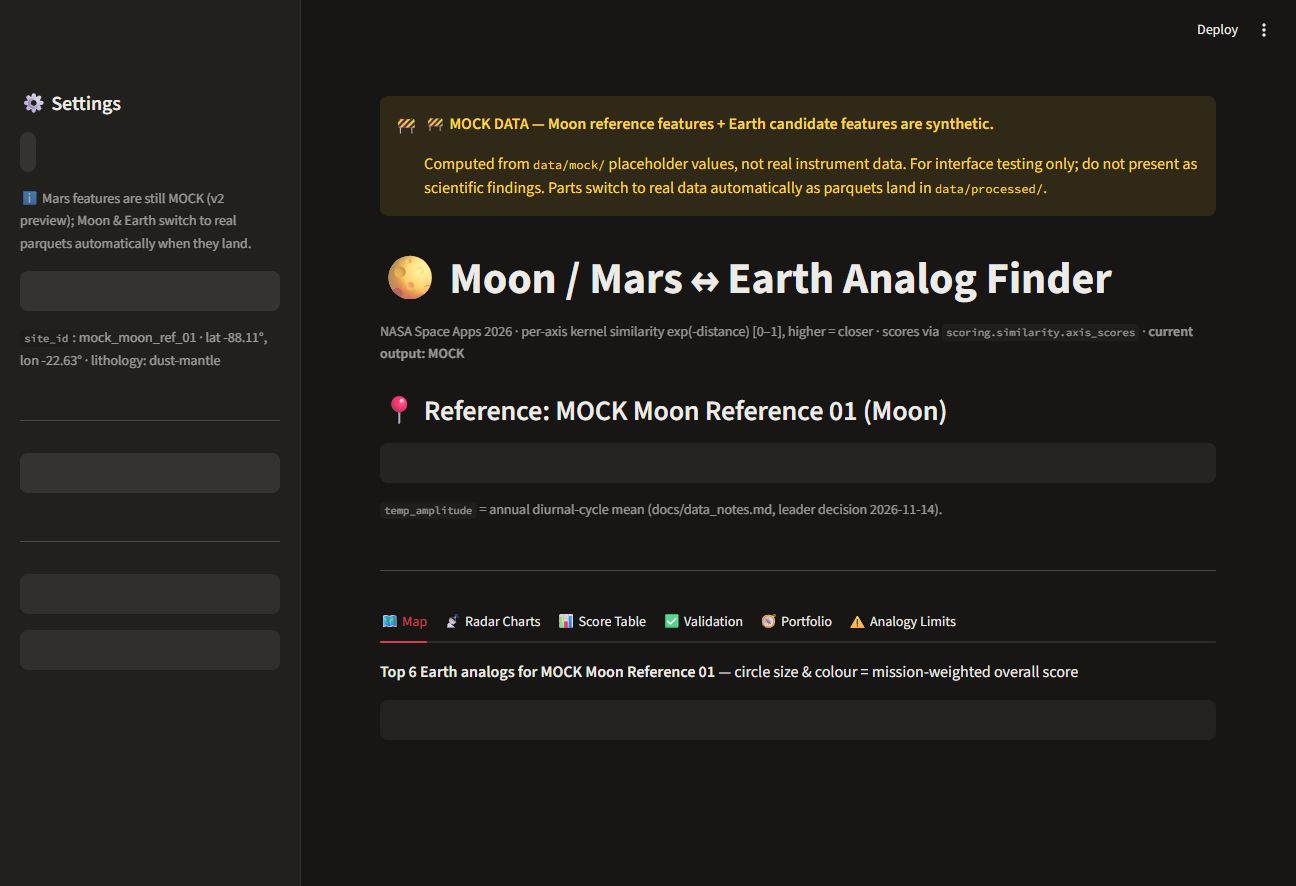 Deploy
Settings
Mars features are still MOCK (v2
preview); Moon & Earth switch to real
parquets automatically when they land.
site_id : mock_moon_ref_01 · lat -88.11°,
lon -22.63° · lithology: dust-mantle
MOCK DATA — Moon reference features + Earth candidate features are synthetic.
Computed from data/mock/ placeholder values, not real instrument data. For interface testing only; do not present as
scientific findings. Parts switch to real data automatically as parquets land in data/processed/.
Moon / Mars ↔ Earth Analog Finder
NASA Space Apps 2026 · per-axis kernel similarity exp(-distance) [0–1], higher = closer · scores via scoring.similarity.axis_scores · current
output: MOCK
Reference: MOCK Moon Reference 01 (Moon)
temp_amplitude = annual diurnal-cycle mean (docs/data_notes.md, leader decision 2026-11-14).
Map Radar Charts Score Table Validation Portfolio Analogy Limits
Top 6 Earth analogs for MOCK Moon Reference 01 — circle size & colour = mission-weighted overall score